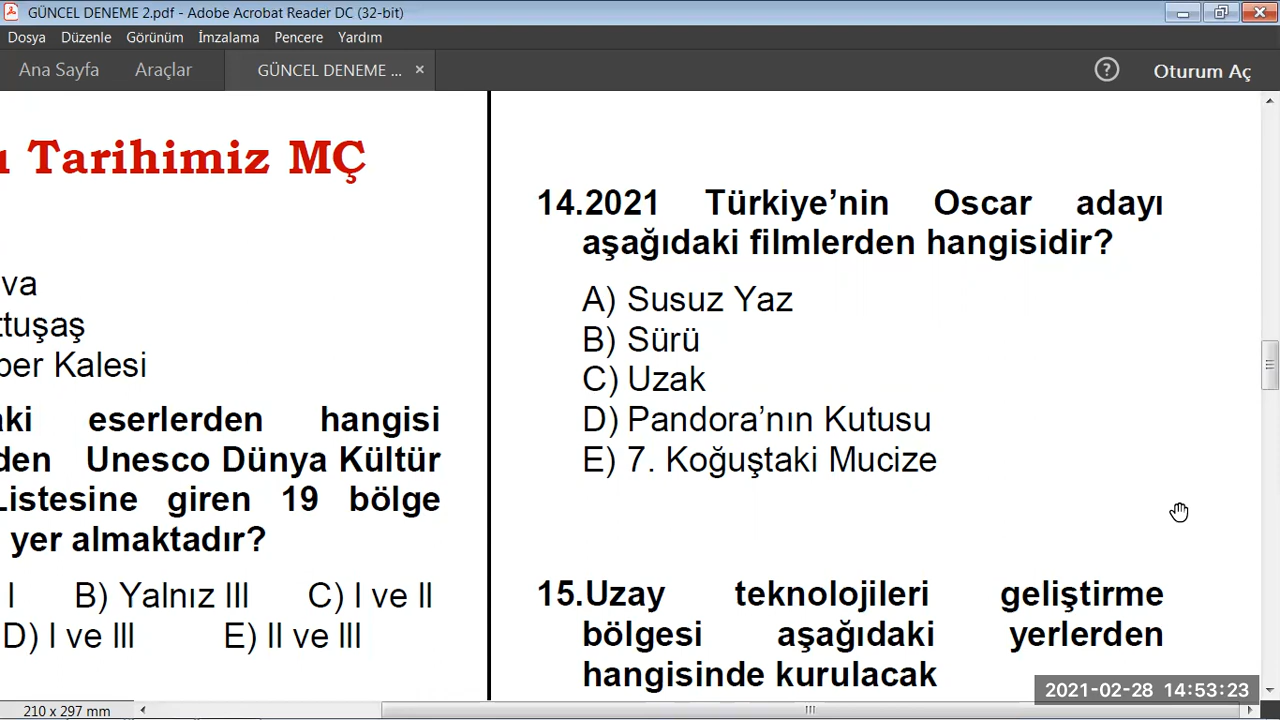 GÜNCEL DENEME 2.pdf - Adobe Acrobat Reader DC (32-bit)
Dosya Düzenle Görünüm İmzalama Pencere Yardım
Ana Sayfa Araçlar GÜNCEL DENEME ... × ? Oturum Aç
ı Tarihimiz MÇ
va
ttuşaş
ber Kalesi
aki eserlerden hangisi
den Unesco Dünya Kültür
Listesine giren 19 bölge
yer almaktadır?
I B) Yalnız III C) I ve II
D) I ve III E) II ve III
14.2021 Türkiye’nin Oscar adayı
aşağıdaki filmlerden hangisidir?
A) Susuz Yaz
B) Sürü
C) Uzak
D) Pandora’nın Kutusu
E) 7. Koğuştaki Mucize
15.Uzay teknolojileri geliştirme
bölgesi aşağıdaki yerlerden
hangisinde kurulacak
2021-02-28 14:53:23
210 x 297 mm